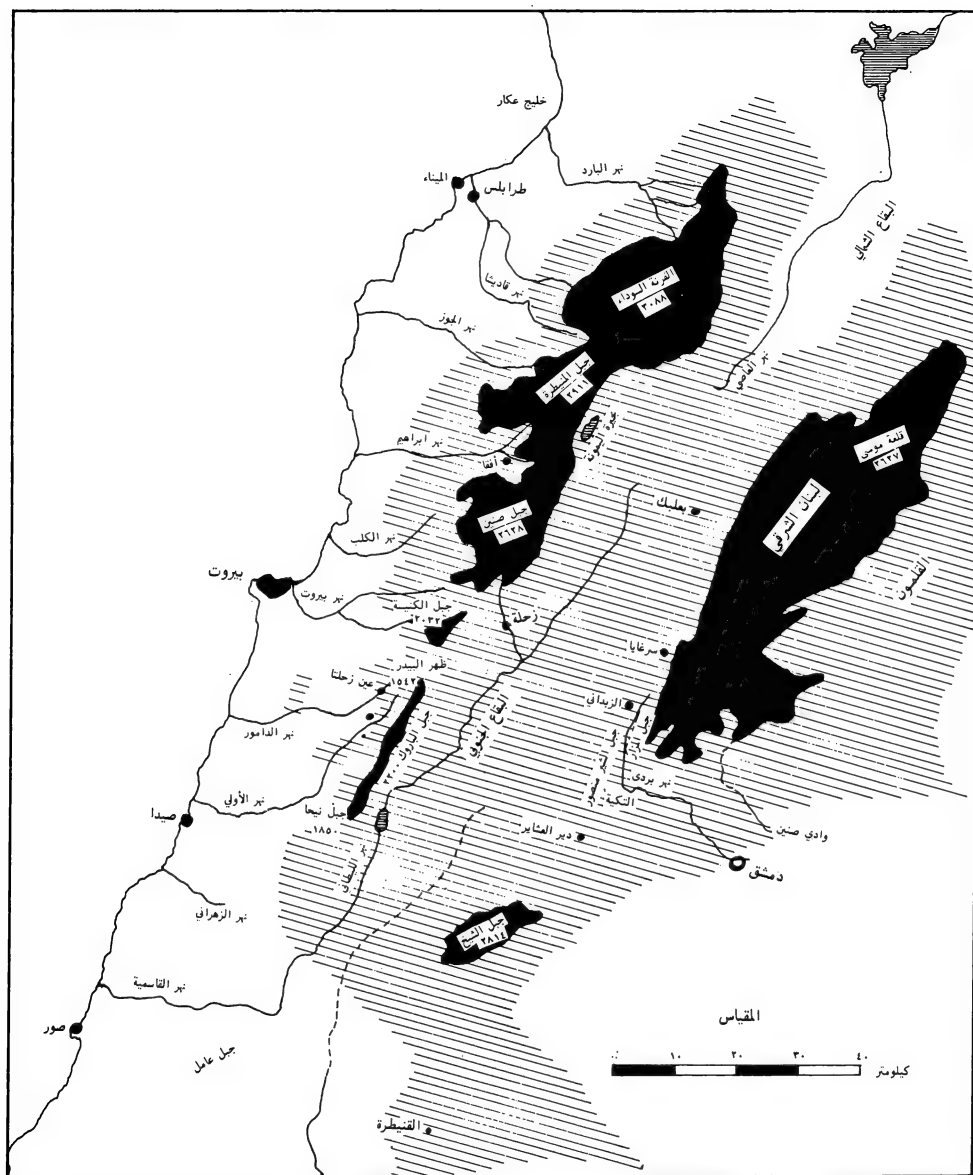 خليج عكار
الميناء
طرابلس
نهر البارد
البقاع الشمالي
القرنة السوداء
٣٠٨٨
نهر قاديشا
نهر الجوز
جبل المنيطرة
٢٩١١
نهر العاصي
قلعة موسى
٢٦٢٧
نهر ابراهيم
أفقا
بعلبك
لبنان الشرقي
جبل صنين
٢٦٢٨
نهر الكلب
القلمون
بيروت
نهر بيروت
جبل الكنيسة
٢٠٣٢
زحلة
سرغايا
ظهر البيدر
١٥٤٢
عين زحلتا
الزبداني
البقاع الجنوبي
نهر الدامور
جبل الباروك
نهر بردى
التكية
نهر الأولي
جبل نيحا
١٨٥٠
صيدا
دير العشاير
وادي صنين
دمشق
نهر الزهراني
جبل الشيخ
٢٨١٤
نهر القاسمية
المقياس
صور
جبل عامل
٠ ١٠ ٢٠ ٣٠ ٤٠
كيلومتر
القنيطرة